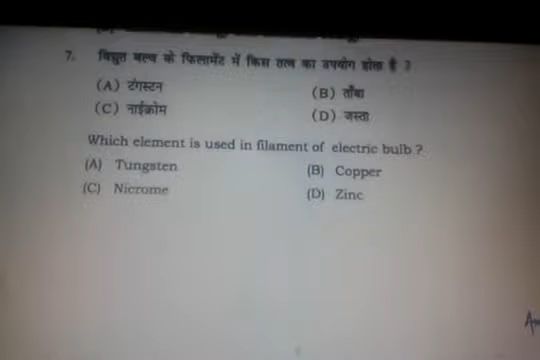 7. विद्युत बल्ब के फिलामेंट में किस तत्व का उपयोग होता है ?
(A) टंगस्टन (B) ताँबा
(C) नाईक्रोम (D) जस्ता
Which element is used in filament of electric bulb ?
(A) Tungsten (B) Copper
(C) Nicrome (D) Zinc